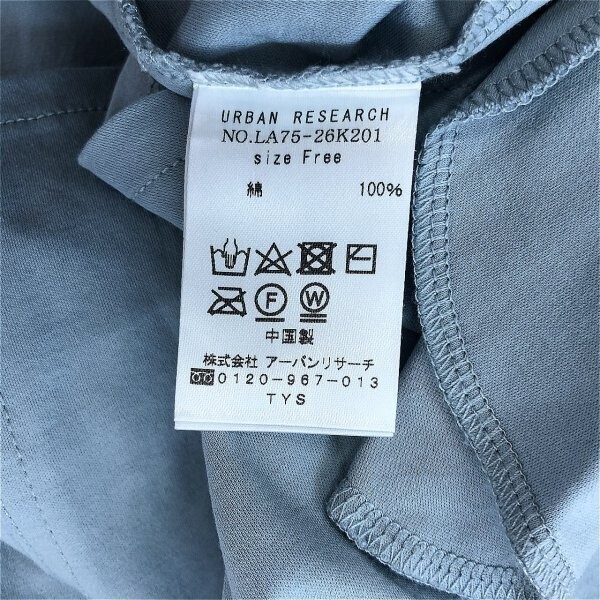 URBAN RESEARCH
NO.LA75-26K201
size Free
綿 100%
F W
中国製
株式会社 アーバンリサーチ
0120-967-013
TYS